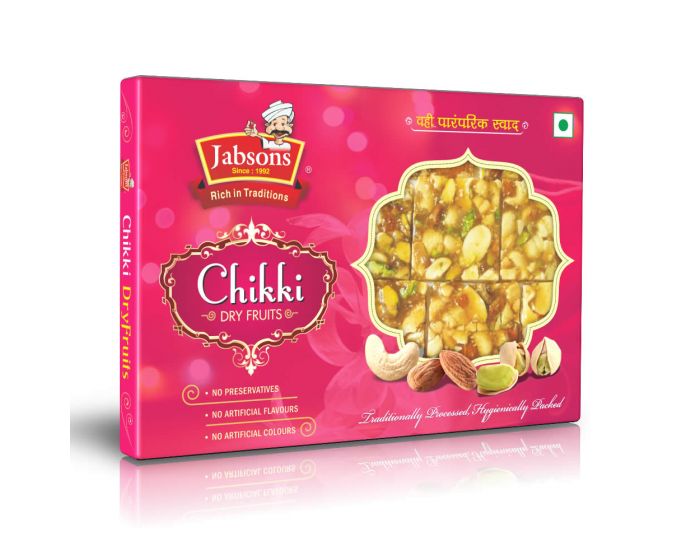 Chikki DryFruits
Jabsons
Jabsons
Since : 1992
®
Rich in Traditions
वही पारंपरिक स्वाद
Chikki
DRY FRUITS
• NO PRESERVATIVES
• NO ARTIFICIAL FLAVOURS
• NO ARTIFICIAL COLOURS
Traditionally Processed, Hygienically Packed